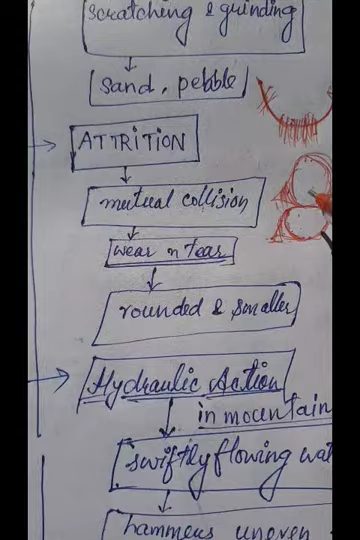 scratching & grinding
sand, pebble
ATTRITION
mutual collision
wear n tear
rounded & smaller
Hydraulic Action
in mountain
swiftly flowing wat
hammers uneven